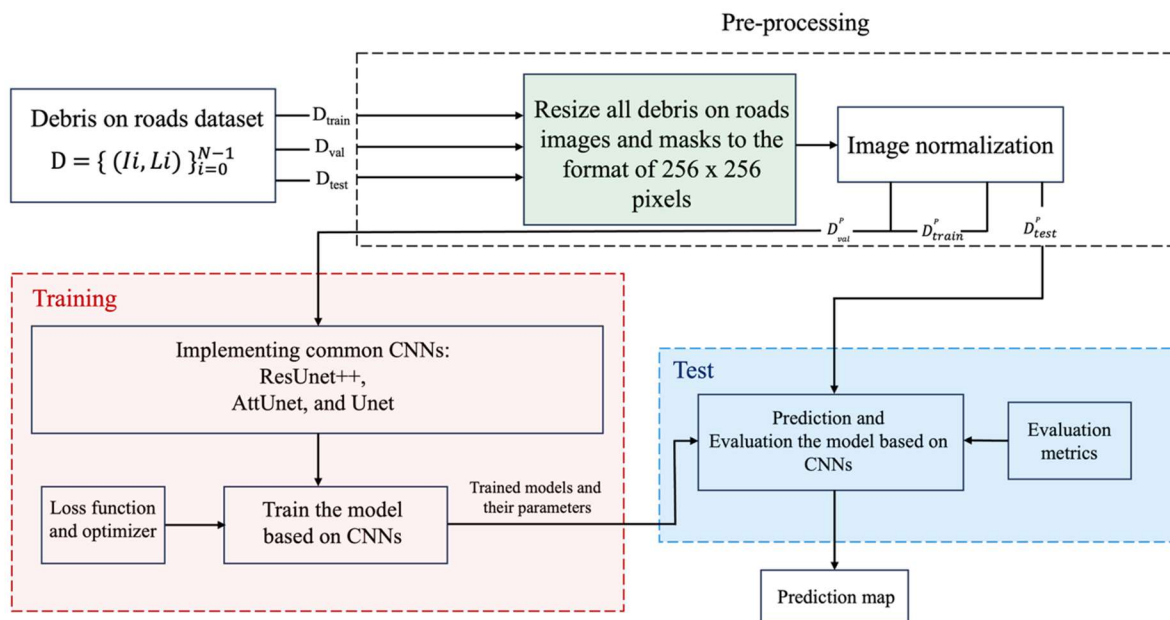 Pre-processing
Debris on roads dataset
D = { (Ii, Li) }_{i=0}^{N-1}
D_train
D_val
D_test
Resize all debris on roads
images and masks to the
format of 256 x 256
pixels
Image normalization
D_val^P
D_train^P
D_test^P
Training
Implementing common CNNs:
ResUnet++,
AttUnet, and Unet
Loss function
and optimizer
Train the model
based on CNNs
Trained models and
their parameters
Test
Prediction and
Evaluation the model based on
CNNs
Evaluation
metrics
Prediction map